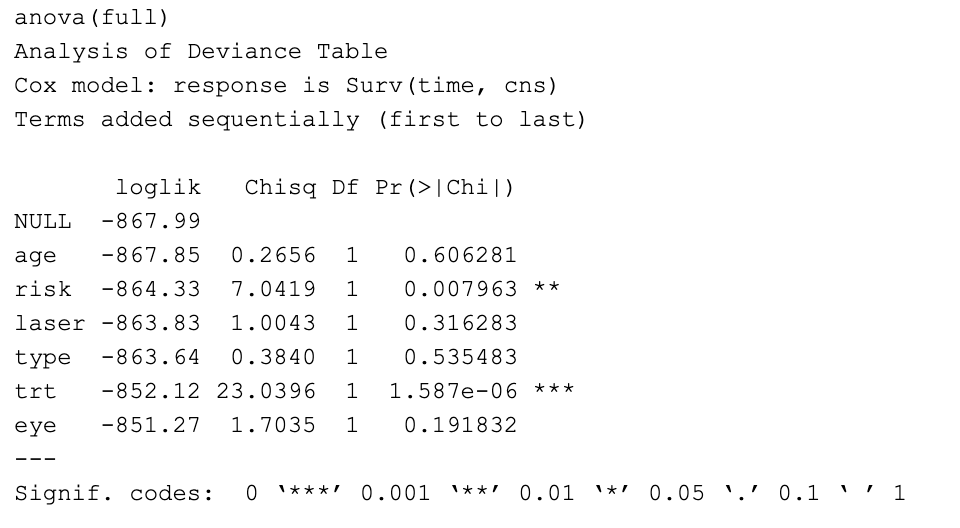 anova(full)
Analysis of Deviance Table
Cox model: response is Surv(time, cns)
Terms added sequentially (first to last)

       loglik   Chisq Df Pr(>|Chi|)
NULL  -867.99
age   -867.85  0.2656  1   0.606281
risk  -864.33  7.0419  1   0.007963 **
laser -863.83  1.0043  1   0.316283
type  -863.64  0.3840  1   0.535483
trt   -852.12 23.0396  1  1.587e-06 ***
eye   -851.27  1.7035  1   0.191832
---
Signif. codes:  0 ‘***’ 0.001 ‘**’ 0.01 ‘*’ 0.05 ‘.’ 0.1 ‘ ’ 1